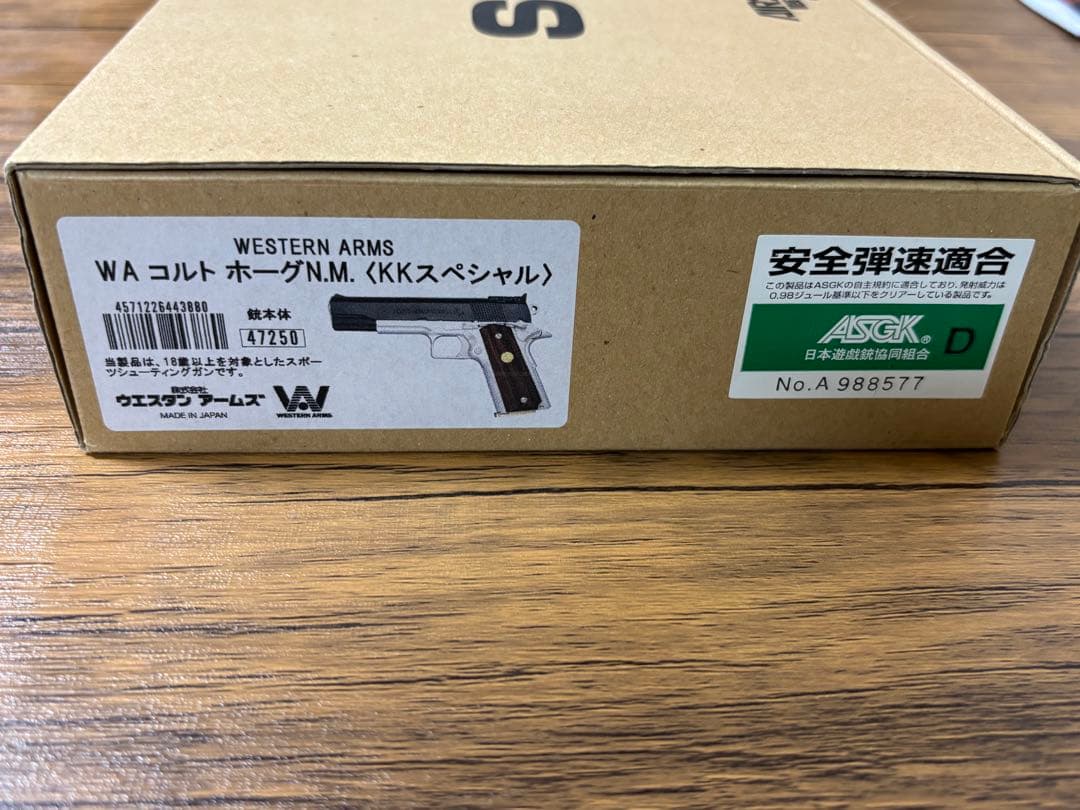 S
WESTERN ARMS
WA コルト ホーグN.M.〈KKスペシャル〉
4571226443880
銃本体
47250
当製品は、18歳以上を対象としたスポー
ツシューティングガンです。
株式会社
ウエスタン アームズ
MADE IN JAPAN
WESTERN ARMS
安全弾速適合
この製品はASGKの自主規約に適合しており、発射威力は
0.98ジュール基準以下をクリアーしている製品です。
ASGK®
日本遊戯銃協同組合
D
No.A 988577